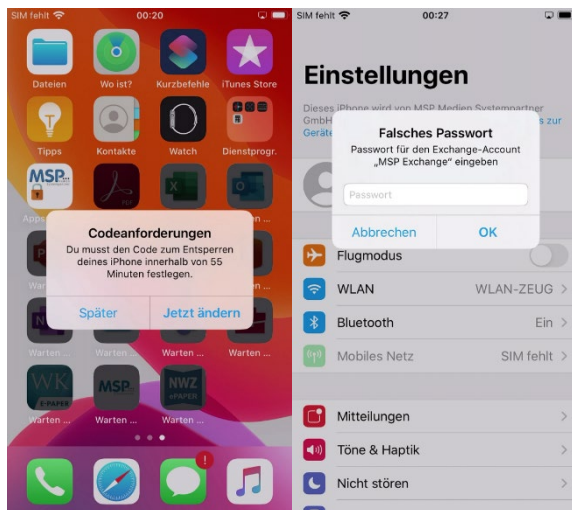 SIM fehlt
00:20
Dateien
Wo ist?
Kurzbefehle
iTunes Store
Tipps
Kontakte
Watch
Dienstprogr.
MSP...
Apps
PDF
Codeanforderungen
Du musst den Code zum Entsperren
deines iPhone innerhalb von 55
Minuten festlegen.
Später
Jetzt ändern
Warten ...
Warten ...
Warten ...
WK
E-PAPER
MSP
NWZ
ePAPER
Warten ...
Warten ...
Warten ...
SIM fehlt
00:27
Einstellungen
Dieses iPhone wird von MSP Medien Systempartner
GmbH
s zur
Geräte
Falsches Passwort
Passwort für den Exchange-Account
„MSP Exchange“ eingeben
Passwort
Abbrechen
OK
Flugmodus
WLAN
WLAN-ZEUG
Bluetooth
Ein
Mobiles Netz
SIM fehlt
Mitteilungen
Töne & Haptik
Nicht stören